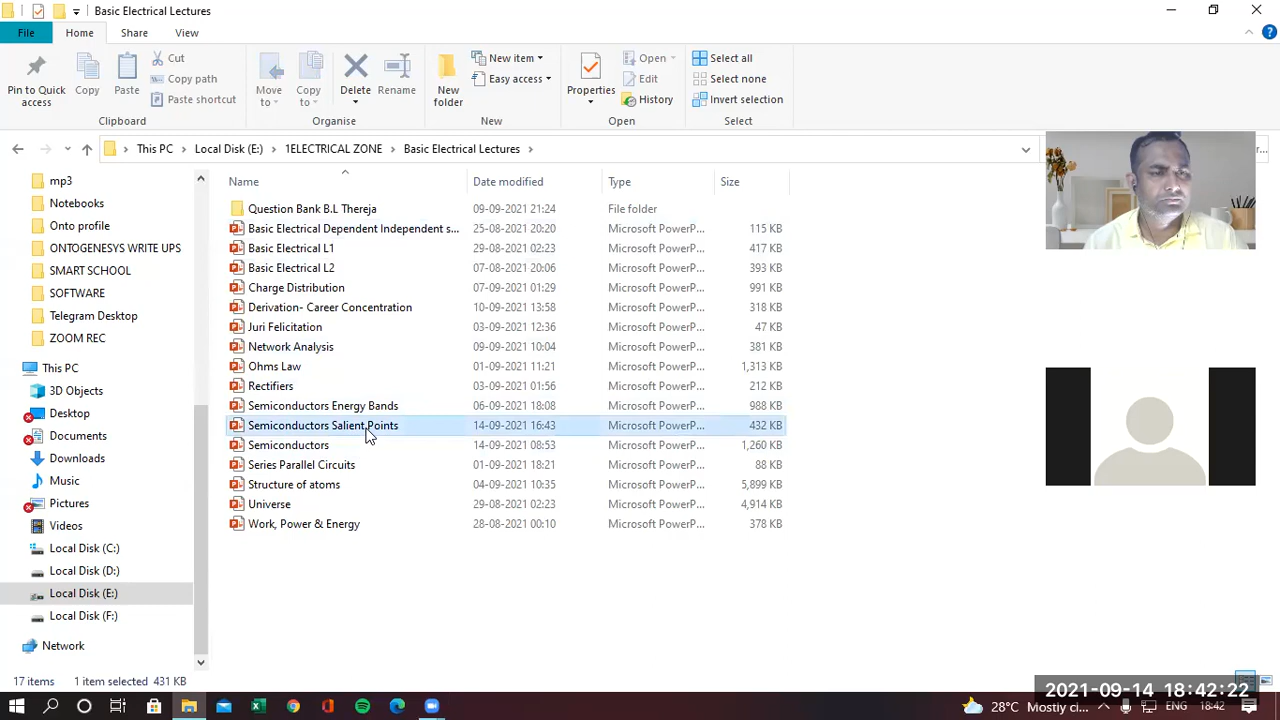 Basic Electrical Lectures
File Home Share View
Pin to Quick access
Copy
Paste
Cut
Copy path
Paste shortcut
Clipboard
Move to
Copy to
Delete
Rename
Organise
New folder
New item
Easy access
New
Properties
Open
Edit
History
Open
Select all
Select none
Invert selection
Select
This PC > Local Disk (E:) > 1ELECTRICAL ZONE > Basic Electrical Lectures >
mp3
Notebooks
Onto profile
ONTOGENESYS WRITE UPS
SMART SCHOOL
SOFTWARE
Telegram Desktop
ZOOM REC
This PC
3D Objects
Desktop
Documents
Downloads
Music
Pictures
Videos
Local Disk (C:)
Local Disk (D:)
Local Disk (E:)
Local Disk (F:)
Network
Name Date modified Type Size
Question Bank B.L Thereja 09-09-2021 21:24 File folder
Basic Electrical Dependent Independent s... 25-08-2021 20:20 Microsoft PowerP... 115 KB
Basic Electrical L1 29-08-2021 02:23 Microsoft PowerP... 417 KB
Basic Electrical L2 07-08-2021 20:06 Microsoft PowerP... 393 KB
Charge Distribution 07-09-2021 01:29 Microsoft PowerP... 991 KB
Derivation- Career Concentration 10-09-2021 13:58 Microsoft PowerP... 318 KB
Juri Felicitation 03-09-2021 12:36 Microsoft PowerP... 47 KB
Network Analysis 09-09-2021 10:04 Microsoft PowerP... 381 KB
Ohms Law 01-09-2021 11:21 Microsoft PowerP... 1,313 KB
Rectifiers 03-09-2021 01:56 Microsoft PowerP... 212 KB
Semiconductors Energy Bands 06-09-2021 18:08 Microsoft PowerP... 988 KB
Semiconductors Salient Points 14-09-2021 16:43 Microsoft PowerP... 432 KB
Semiconductors 14-09-2021 08:53 Microsoft PowerP... 1,260 KB
Series Parallel Circuits 01-09-2021 18:21 Microsoft PowerP... 88 KB
Structure of atoms 04-09-2021 10:35 Microsoft PowerP... 5,899 KB
Universe 29-08-2021 02:23 Microsoft PowerP... 4,914 KB
Work, Power & Energy 28-08-2021 00:10 Microsoft PowerP... 378 KB
17 items 1 item selected 431 KB
2021-09-14 18:42:22
28°C Mostly cl... ENG 18:42